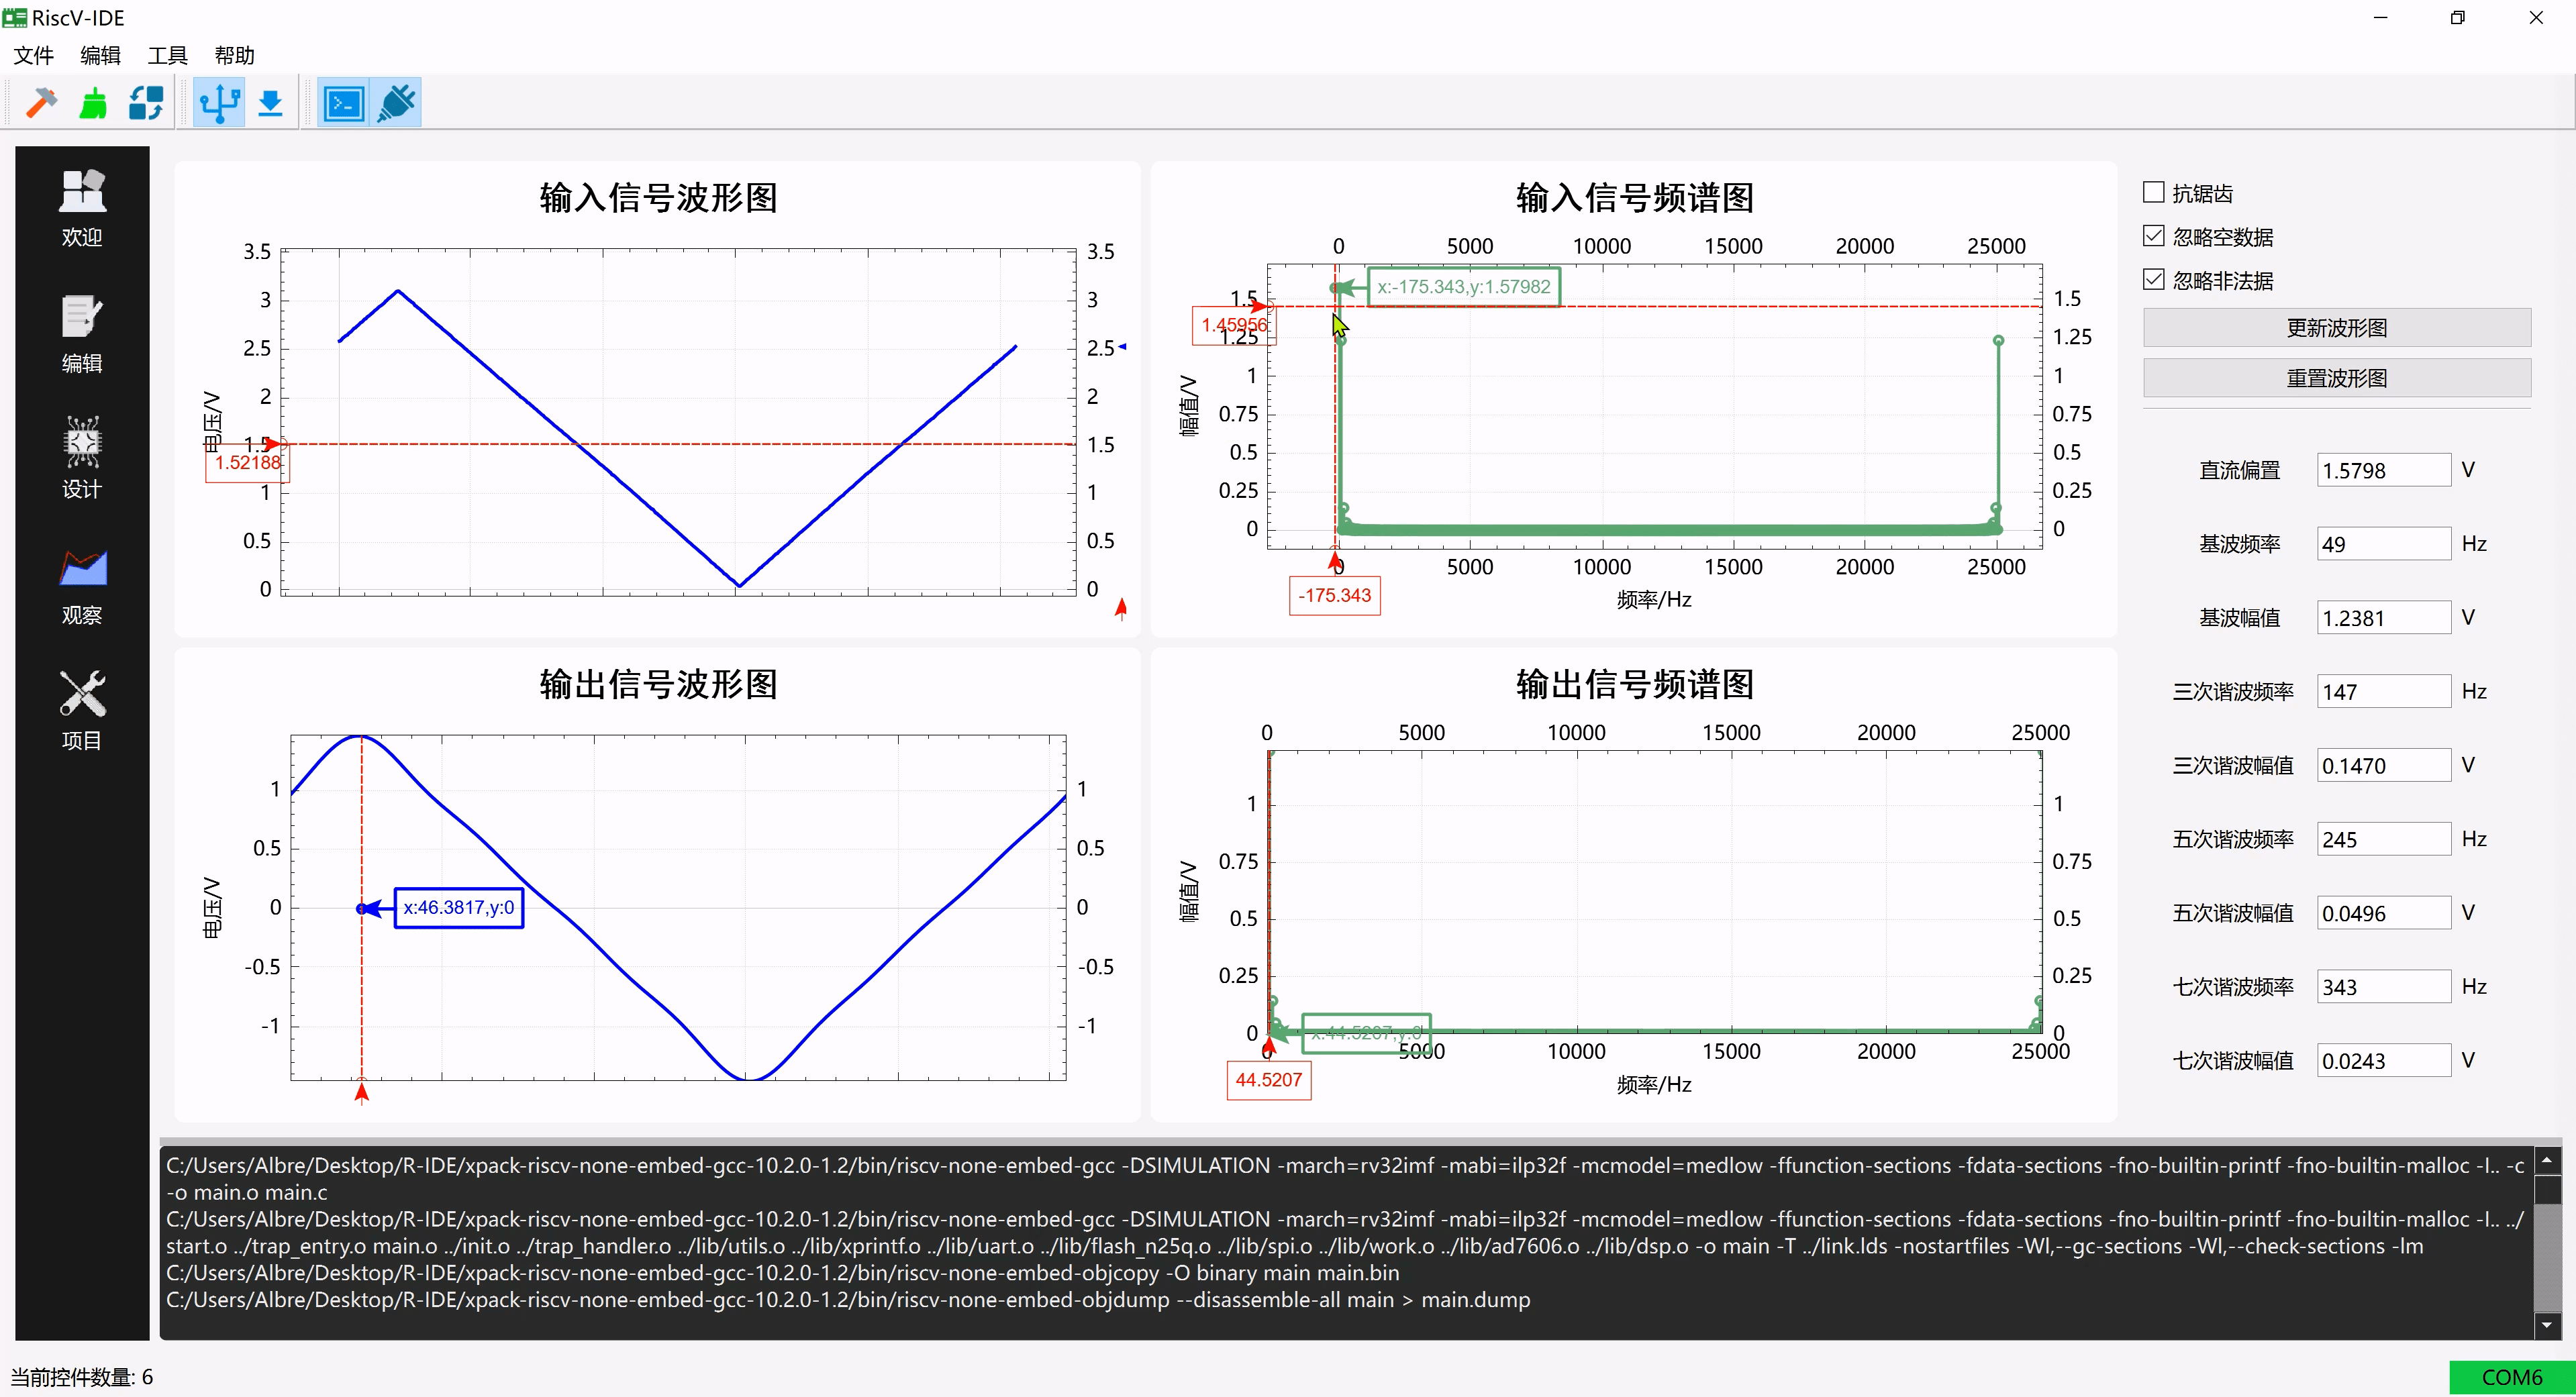 RiscV-IDE
文件 编辑 工具 帮助
欢迎
编辑
设计
观察
项目
输入信号波形图
3.5 3.5
3 3
2.5 2.5
2 2
1.5 1.5
1.52188
1 1
0.5 0.5
0 0
电压/V
输入信号频谱图
0 5000 10000 15000 20000 25000
x:-175.343,y:1.57982
1.5 1.5
1.45956
1.25 1.25
1 1
0.75 0.75
0.5 0.5
0.25 0.25
0 0
幅值/V
0 5000 10000 15000 20000 25000
-175.343
频率/Hz
输出信号波形图
1 1
0.5 0.5
0 0
x:46.3817,y:0
-0.5 -0.5
-1 -1
电压/V
输出信号频谱图
0 5000 10000 15000 20000 25000
1 1
0.75 0.75
0.5 0.5
0.25 0.25
0 0
x:44.5207,y:0
幅值/V
0 5000 10000 15000 20000 25000
44.5207
频率/Hz
抗锯齿
忽略空数据
忽略非法据
更新波形图
重置波形图
直流偏置 1.5798 V
基波频率 49 Hz
基波幅值 1.2381 V
三次谐波频率 147 Hz
三次谐波幅值 0.1470 V
五次谐波频率 245 Hz
五次谐波幅值 0.0496 V
七次谐波频率 343 Hz
七次谐波幅值 0.0243 V
C:/Users/Albre/Desktop/R-IDE/xpack-riscv-none-embed-gcc-10.2.0-1.2/bin/riscv-none-embed-gcc -DSIMULATION -march=rv32imf -mabi=ilp32f -mcmodel=medlow -ffunction-sections -fdata-sections -fno-builtin-printf -fno-builtin-malloc -I.. -c
-o main.o main.c
C:/Users/Albre/Desktop/R-IDE/xpack-riscv-none-embed-gcc-10.2.0-1.2/bin/riscv-none-embed-gcc -DSIMULATION -march=rv32imf -mabi=ilp32f -mcmodel=medlow -ffunction-sections -fdata-sections -fno-builtin-printf -fno-builtin-malloc -I.. ../
start.o ../trap_entry.o main.o ../init.o ../trap_handler.o ../lib/utils.o ../lib/xprintf.o ../lib/uart.o ../lib/flash_n25q.o ../lib/spi.o ../lib/work.o ../lib/ad7606.o ../lib/dsp.o -o main -T ../link.lds -nostartfiles -Wl,--gc-sections -Wl,--check-sections -lm
C:/Users/Albre/Desktop/R-IDE/xpack-riscv-none-embed-gcc-10.2.0-1.2/bin/riscv-none-embed-objcopy -O binary main main.bin
C:/Users/Albre/Desktop/R-IDE/xpack-riscv-none-embed-gcc-10.2.0-1.2/bin/riscv-none-embed-objdump --disassemble-all main > main.dump
当前控件数量: 6
COM6